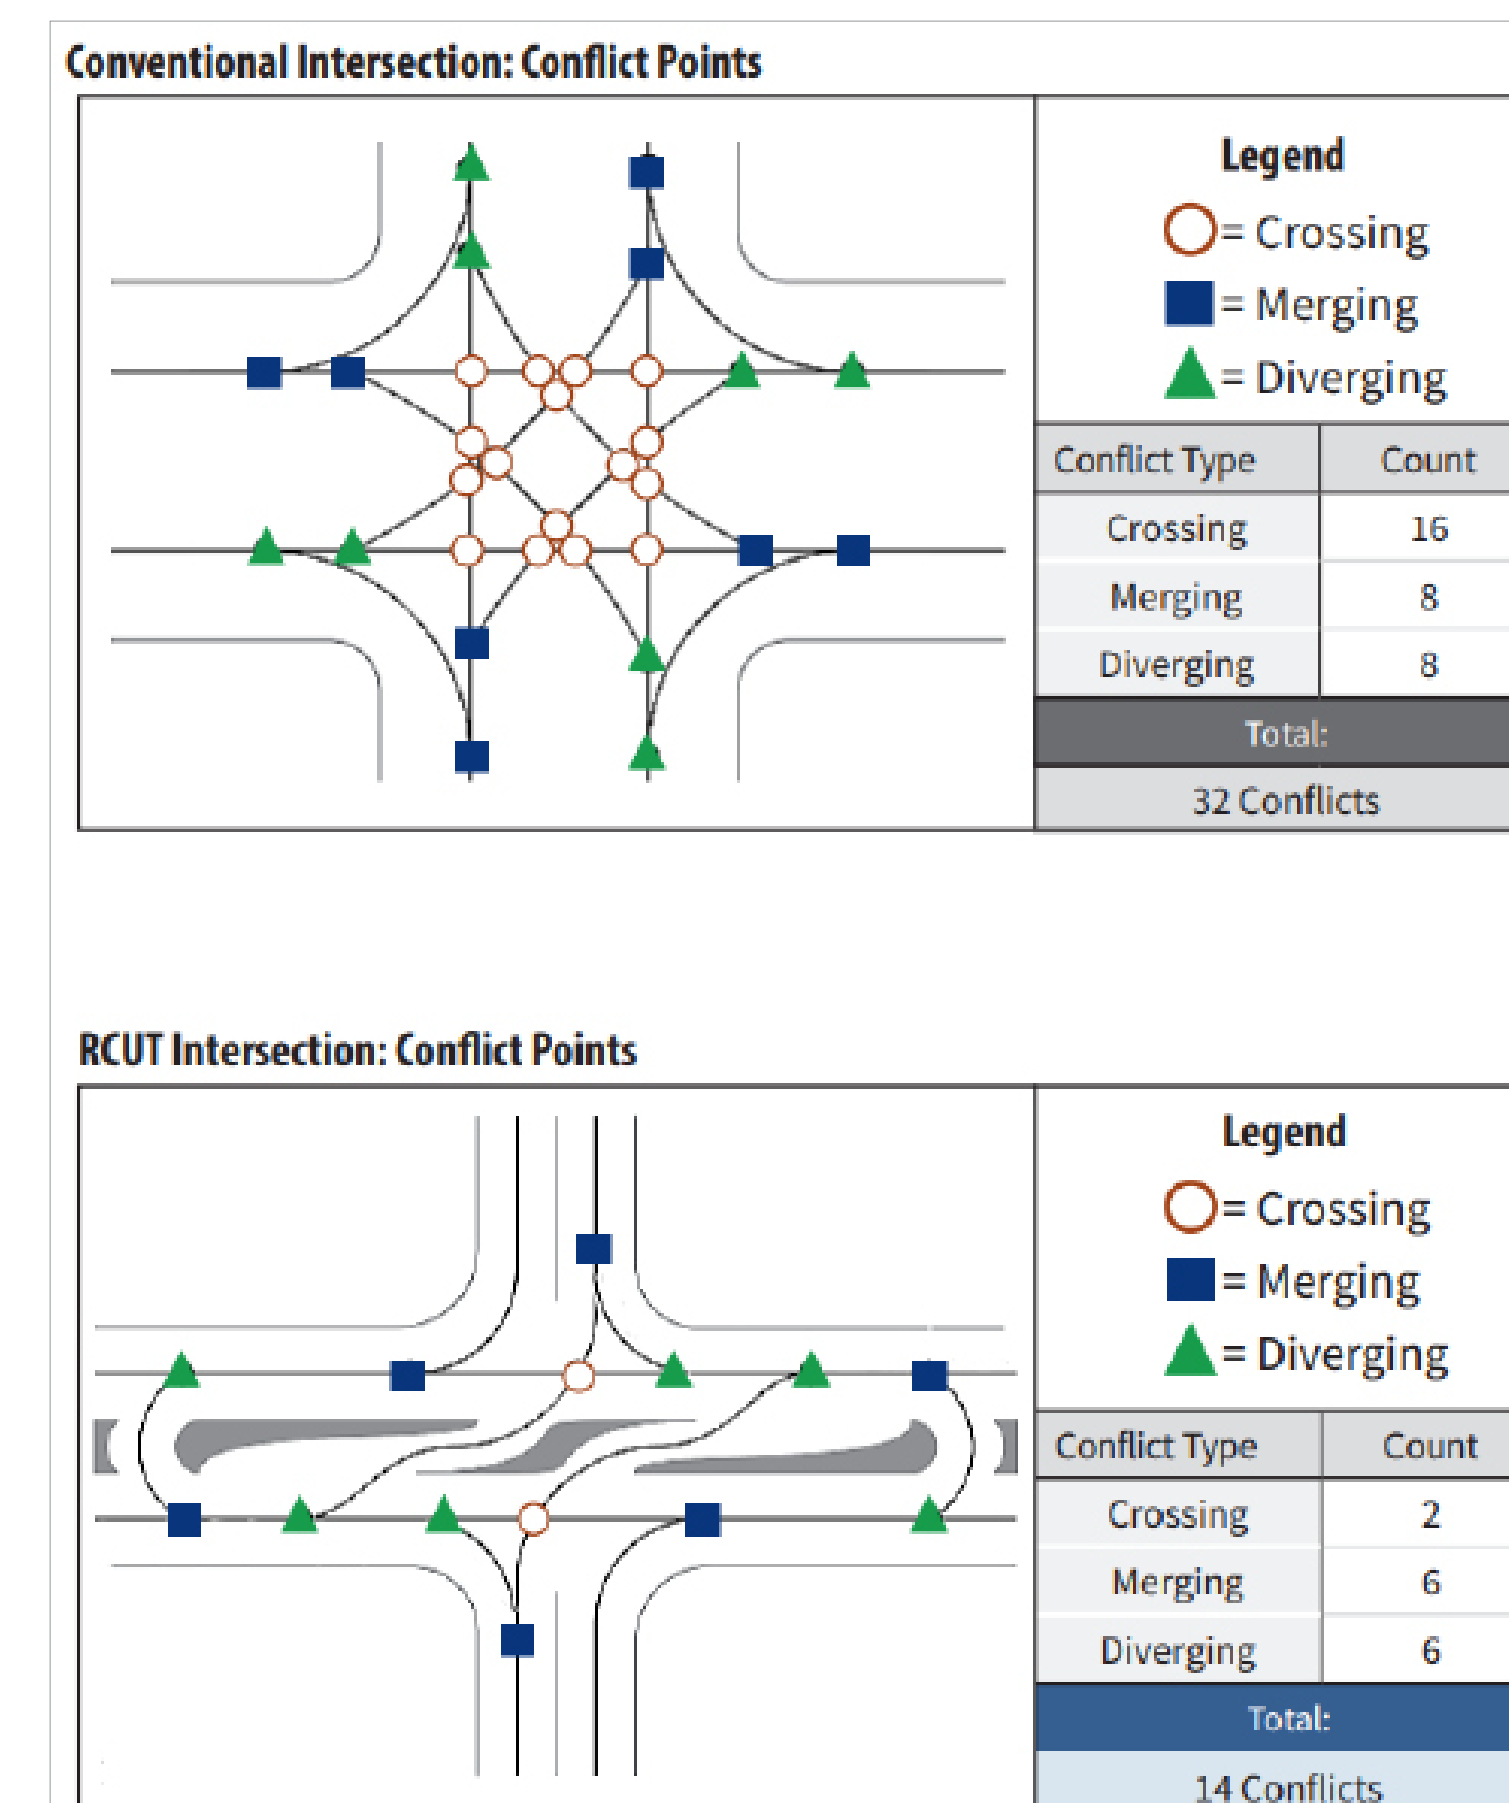 Conventional Intersection: Conflict Points
Legend
= Crossing
= Merging
= Diverging
Conflict Type Count
Crossing 16
Merging 8
Diverging 8
Total:
32 Conflicts
RCUT Intersection: Conflict Points
Legend
= Crossing
= Merging
= Diverging
Conflict Type Count
Crossing 2
Merging 6
Diverging 6
Total:
14 Conflicts